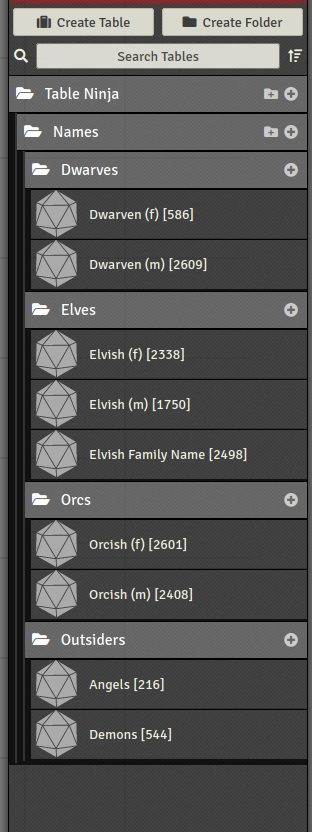 Create Table
Create Folder
Search Tables
Table Ninja
Names
Dwarves
Dwarven (f) [586]
Dwarven (m) [2609]
Elves
Elvish (f) [2338]
Elvish (m) [1750]
Elvish Family Name [2498]
Orcs
Orcish (f) [2601]
Orcish (m) [2408]
Outsiders
Angels [216]
Demons [544]